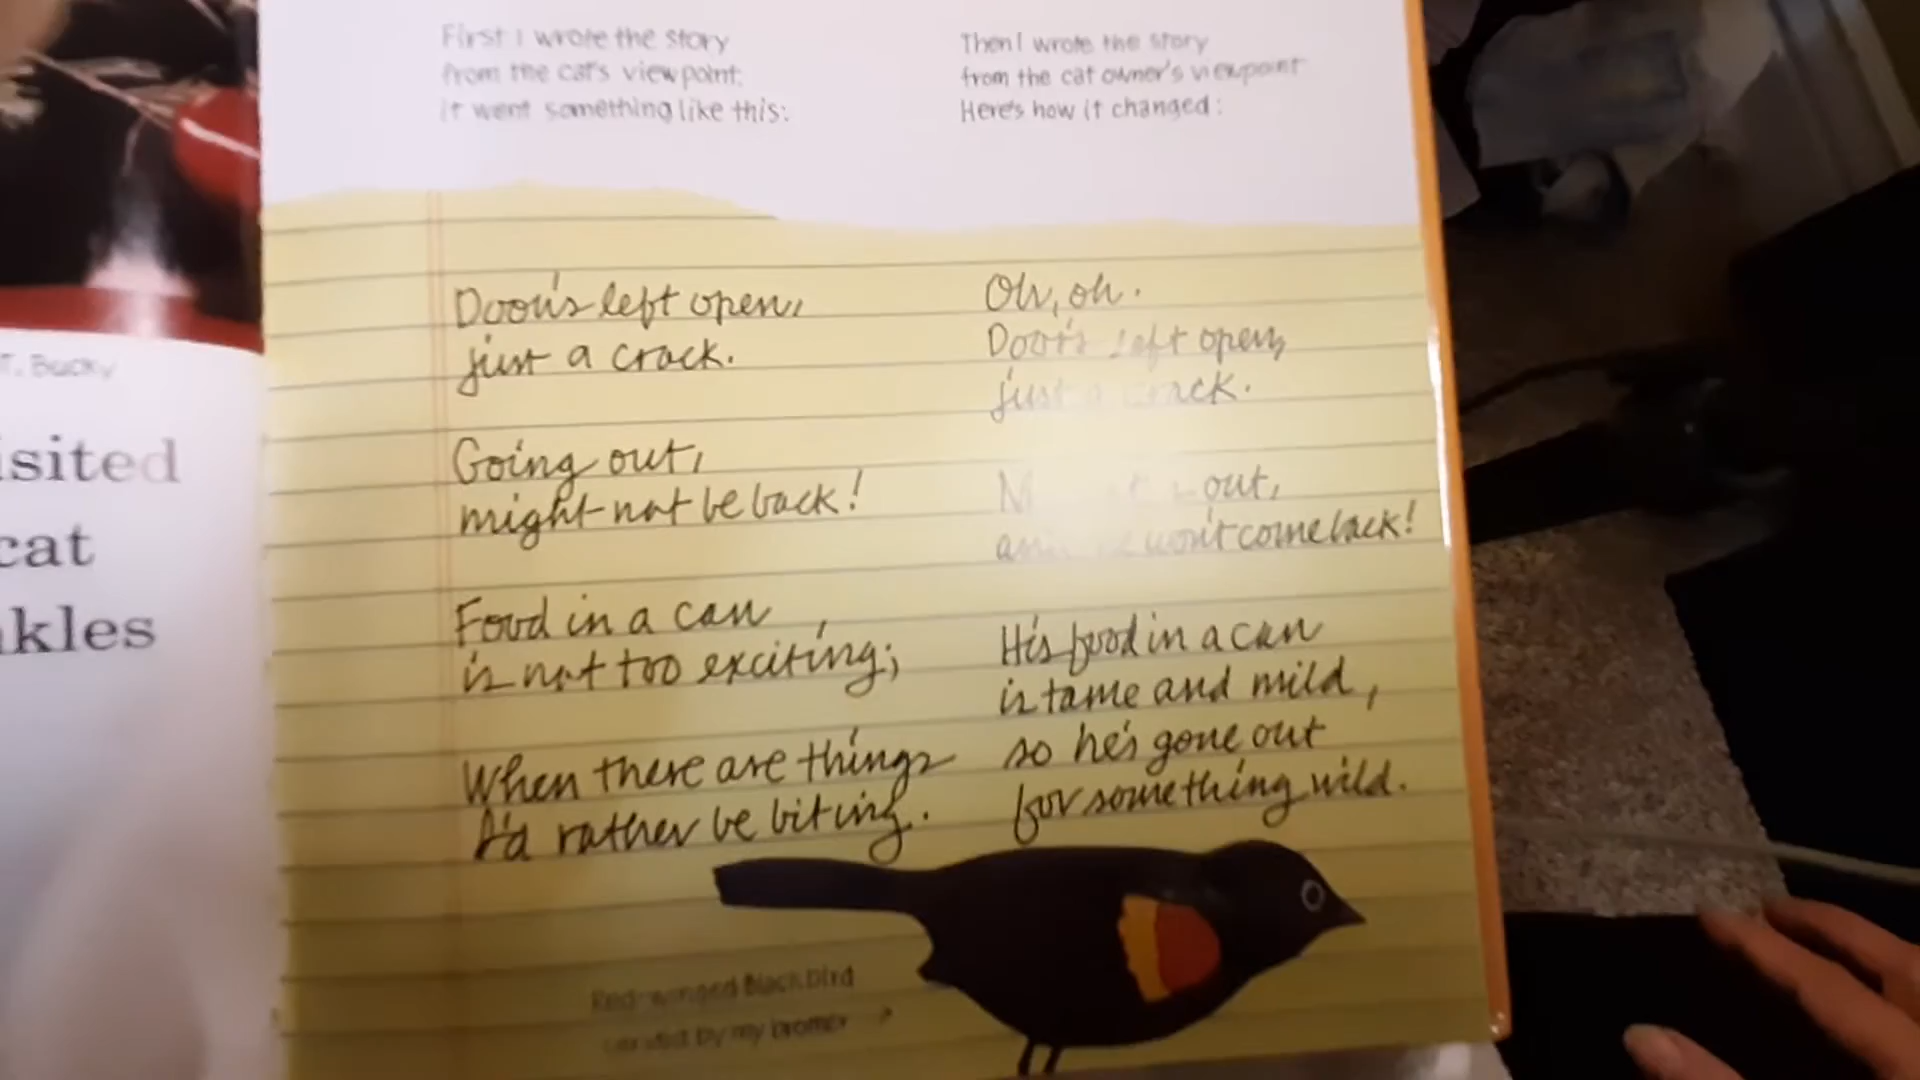 T. Bucky
isited
cat
kles
First I wrote the story
from the cat's viewpoint.
It went something like this:
Door's left open,
just a crack.
Going out,
might not be back!
Food in a can
is not too exciting;
When there are things
I'd rather be biting.
Then I wrote the story
from the cat owner's viewpoint
Here's how it changed:
Oh, oh.
Door's left open,
just a crack.
out,
won't come back!
His food in a can
is tame and mild,
so he's gone out
for something wild.
Red-winged Blackbird
by my brother